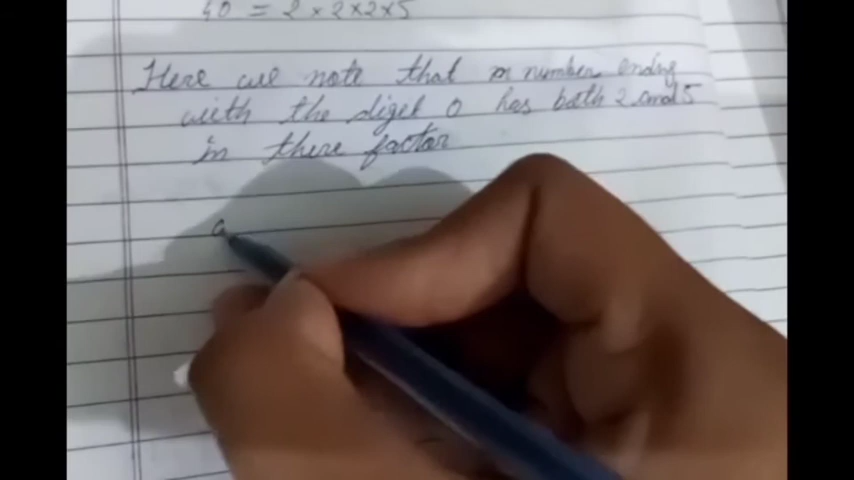 40 = 2 × 2 × 2 × 5
Here we note that in number ending
with the digit 0 has both 2 and 5
in there factor
a